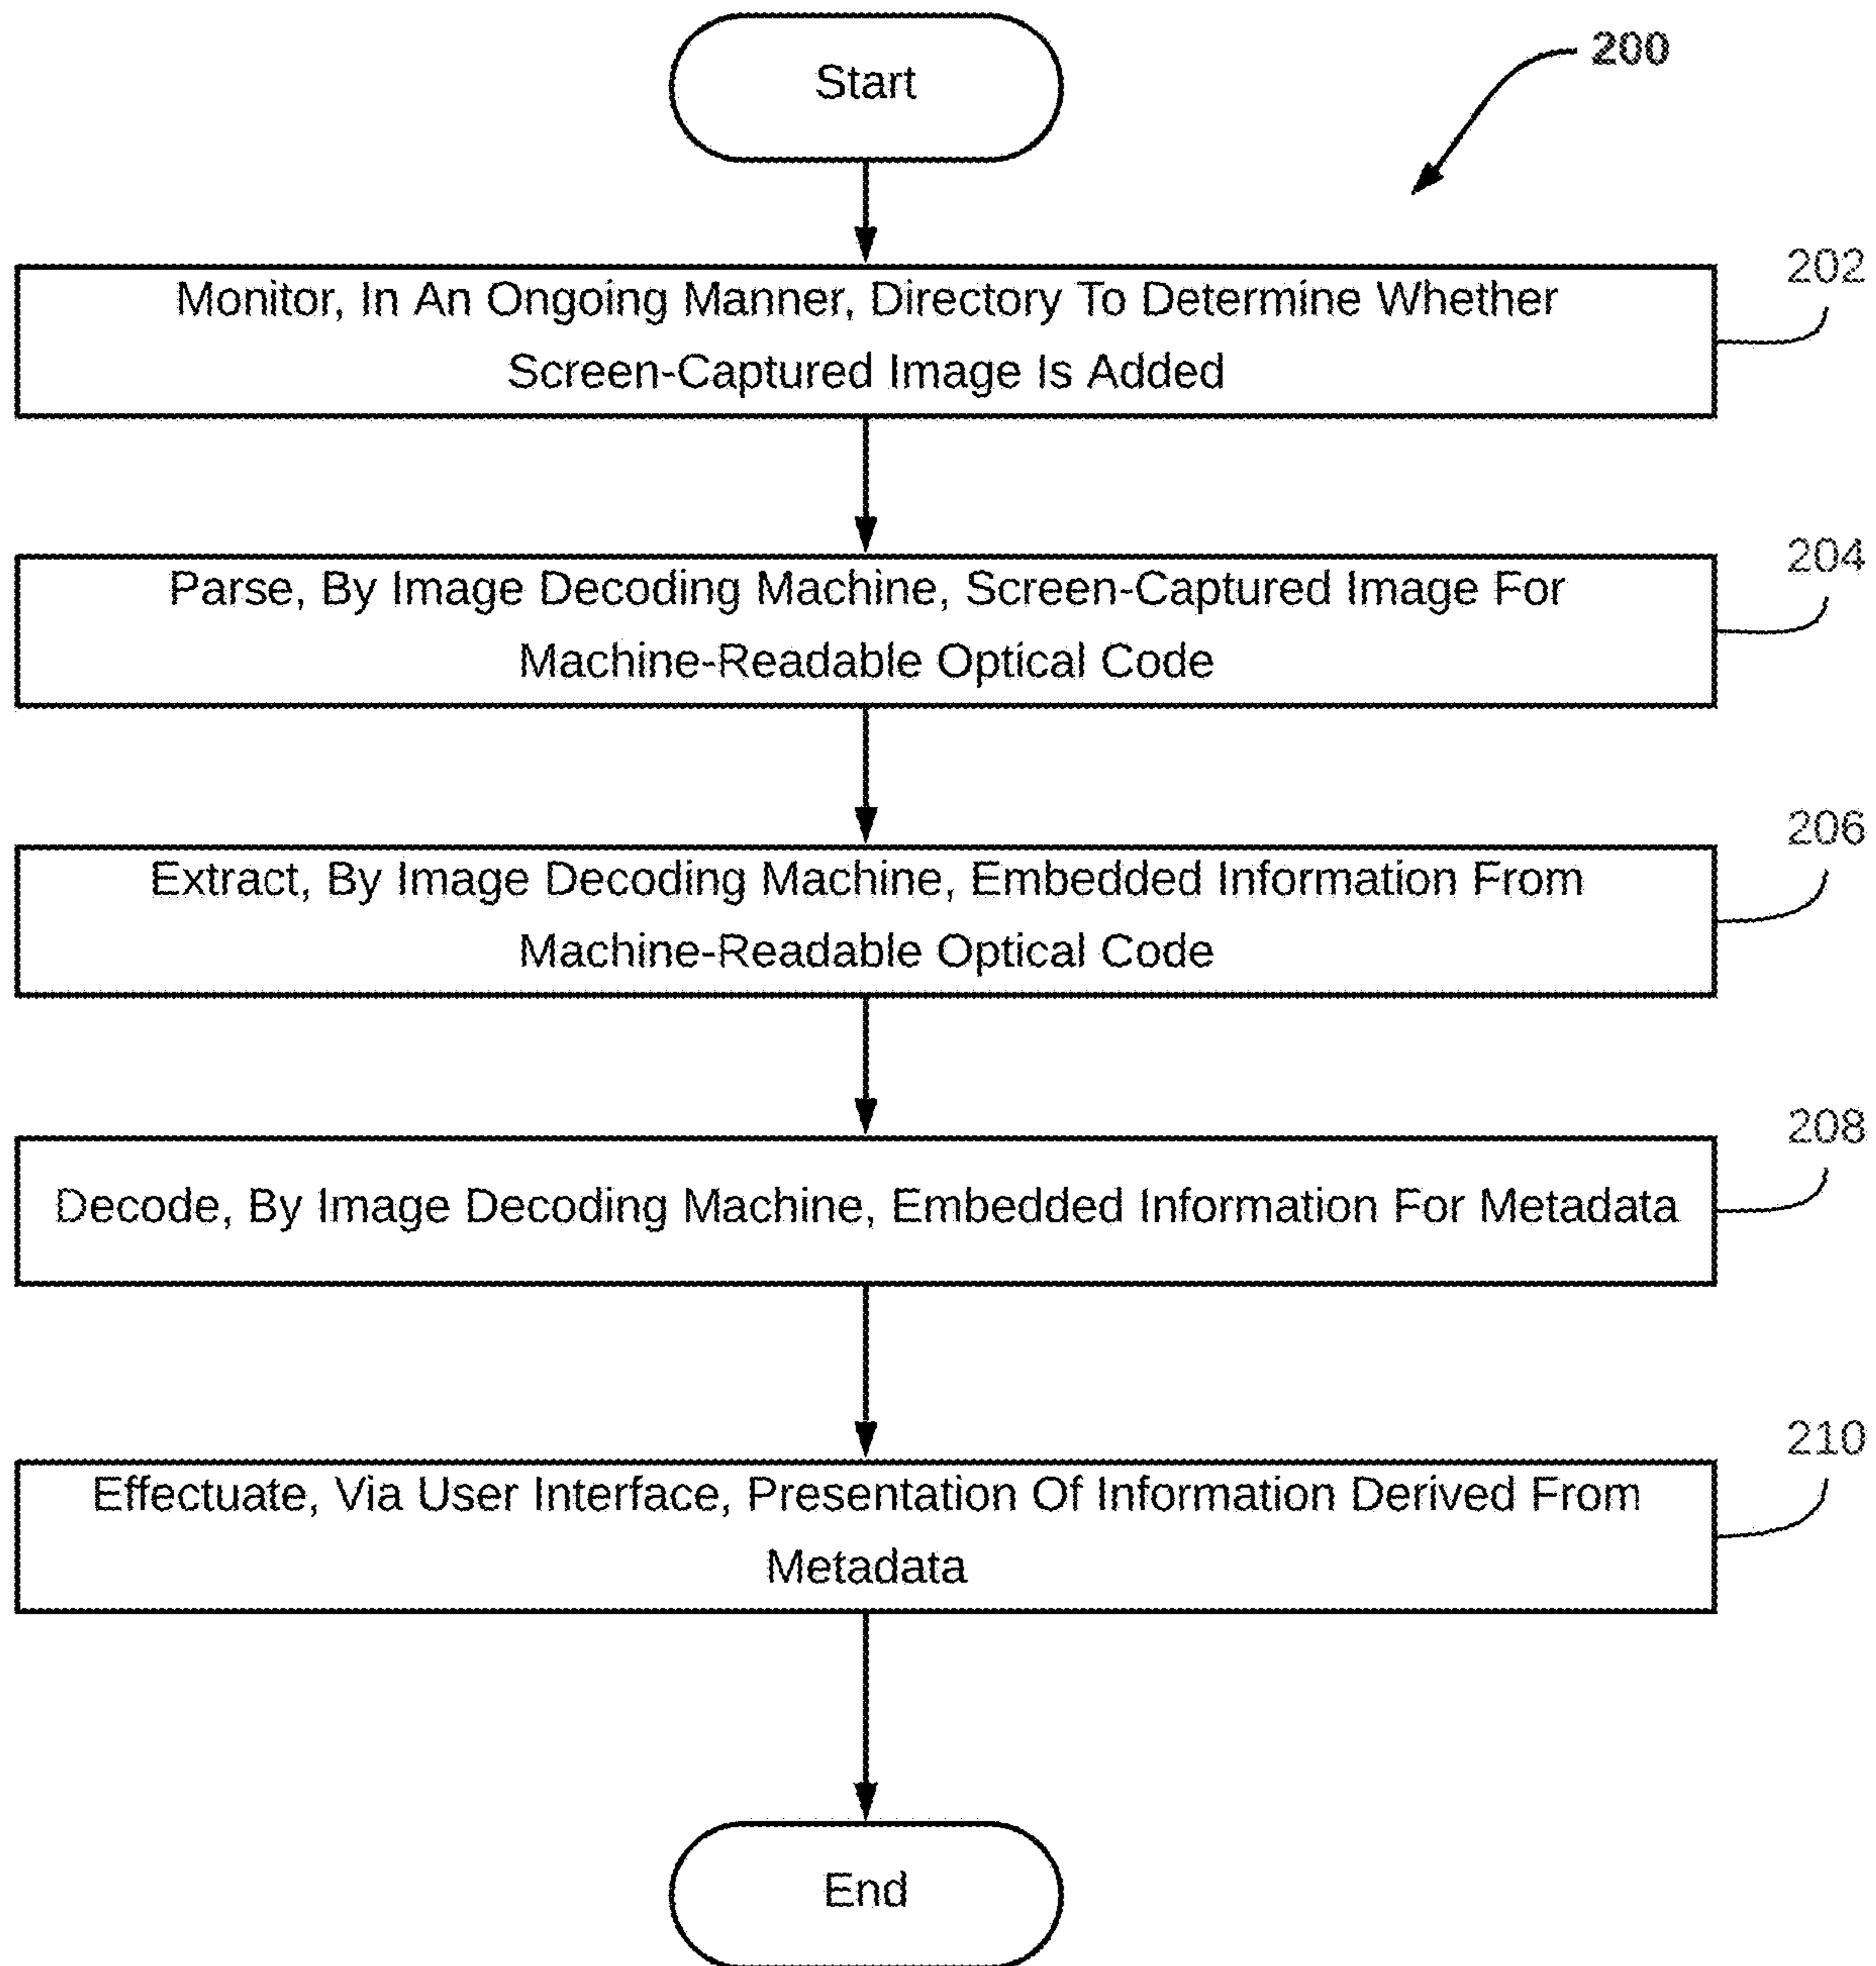 Start
200
Monitor, In An Ongoing Manner, Directory To Determine Whether
Screen-Captured Image Is Added
202
Parse, By Image Decoding Machine, Screen-Captured Image For
Machine-Readable Optical Code
204
Extract, By Image Decoding Machine, Embedded Information From
Machine-Readable Optical Code
206
Decode, By Image Decoding Machine, Embedded Information For Metadata
208
Effectuate, Via User Interface, Presentation Of Information Derived From
Metadata
210
End